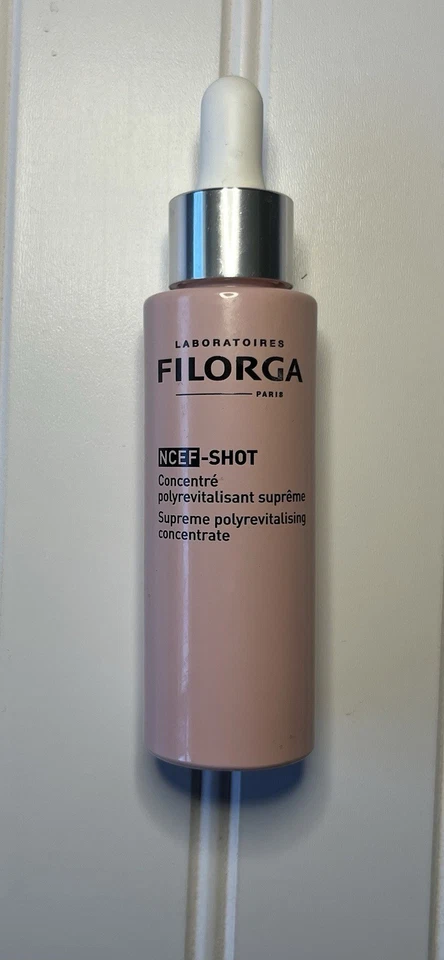 LABORATOIRES
FILORGA
PARIS
NCEF-SHOT
Concentré
polyrevitalisant suprême
Supreme polyrevitalising
concentrate